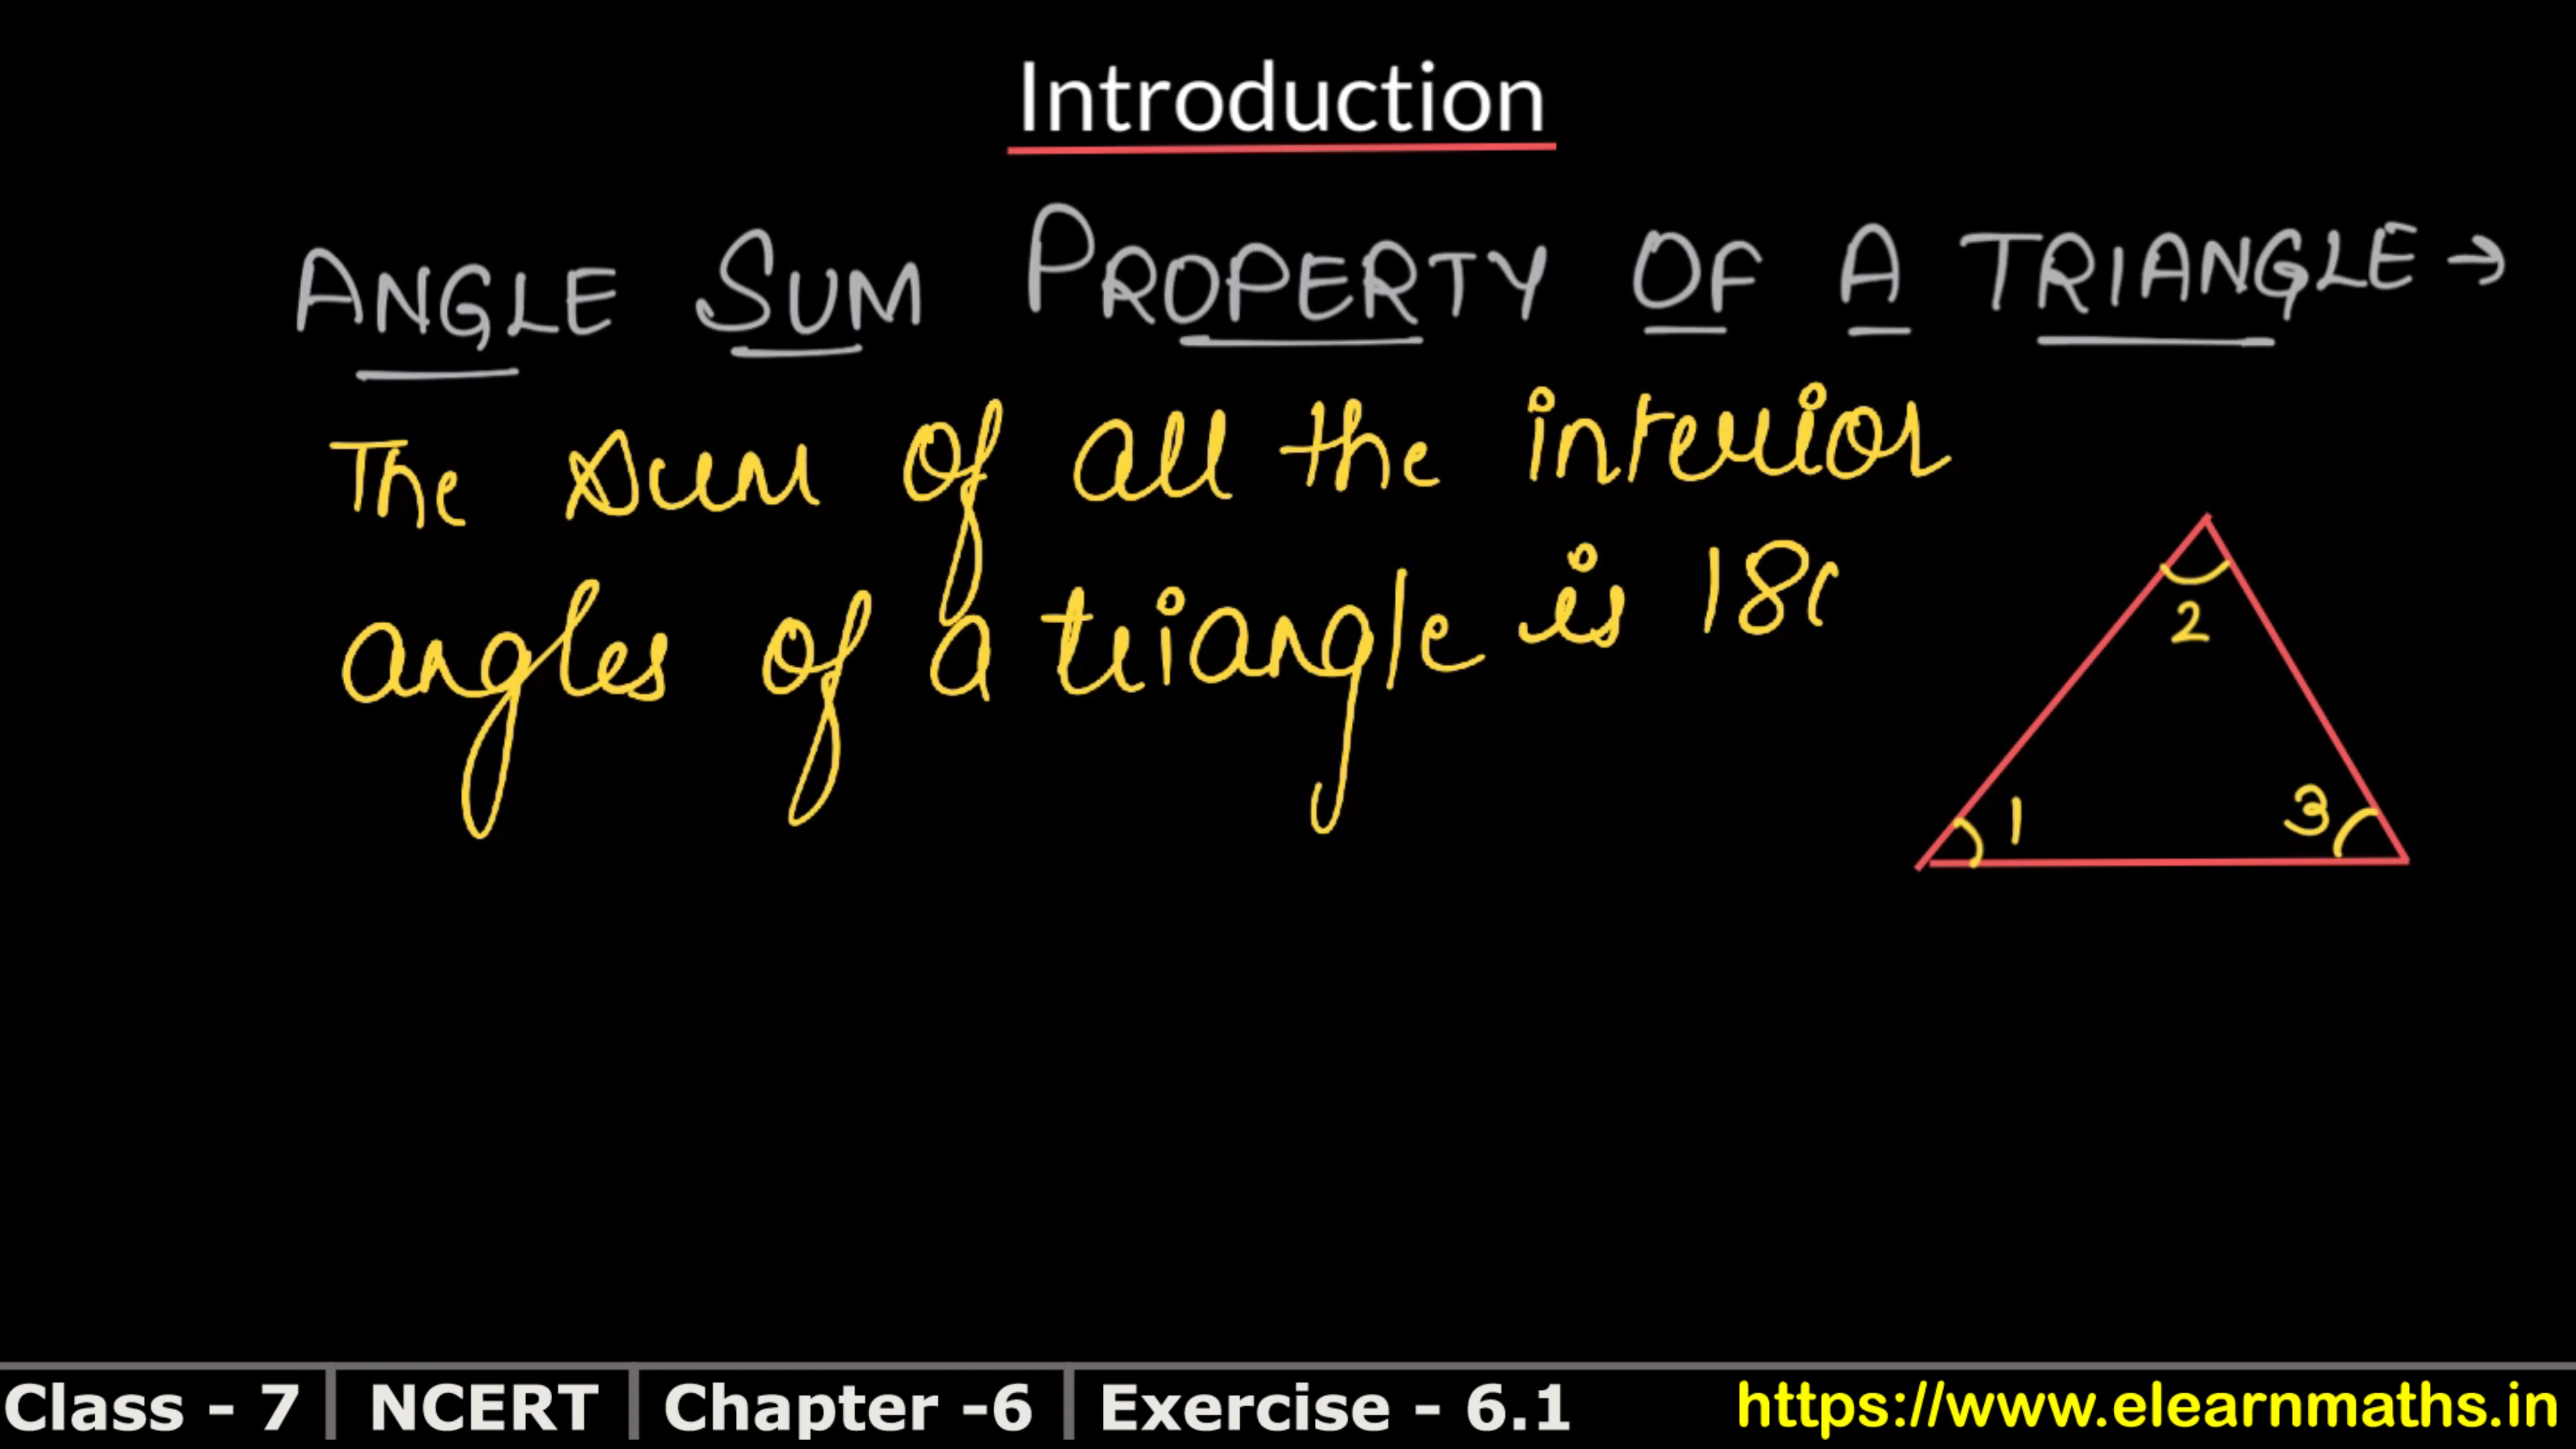 Introduction
ANGLE SUM PROPERTY OF A TRIANGLE →
The sum of all the interior
angles of a triangle is 18
2
1
3
Class - 7 | NCERT | Chapter -6 | Exercise - 6.1
https://www.elearnmaths.in